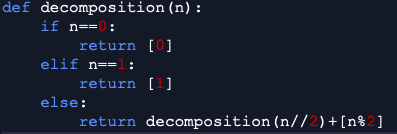 def decomposition(n):
    if n==0:
        return [0]
    elif n==1:
        return [1]
    else:
        return decomposition(n//2)+[n%2]